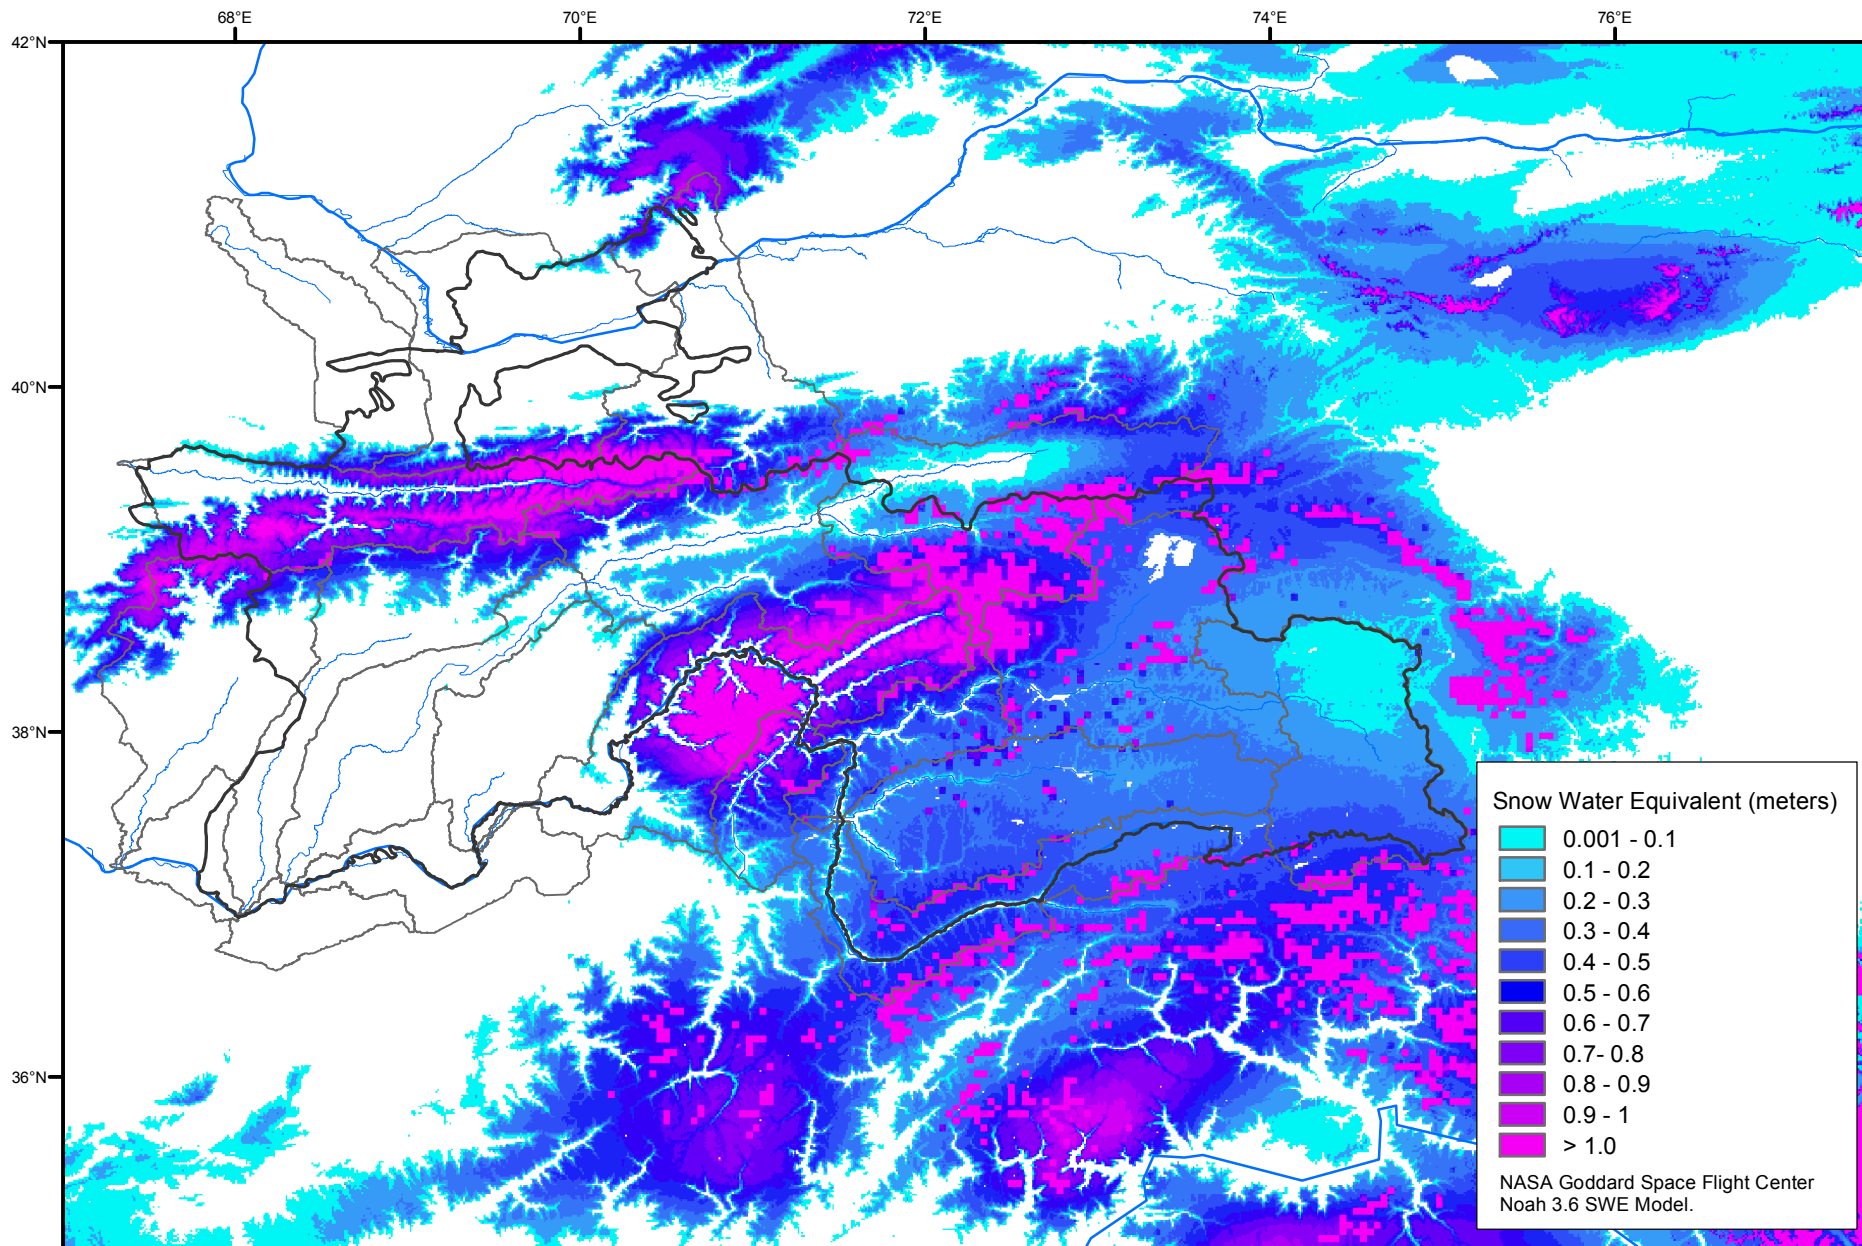 68°E 70°E 72°E 74°E 76°E
42°N
40°N
38°N
36°N
Snow Water Equivalent (meters)
0.001 - 0.1
0.1 - 0.2
0.2 - 0.3
0.3 - 0.4
0.4 - 0.5
0.5 - 0.6
0.6 - 0.7
0.7- 0.8
0.8 - 0.9
0.9 - 1
> 1.0
NASA Goddard Space Flight Center
Noah 3.6 SWE Model.